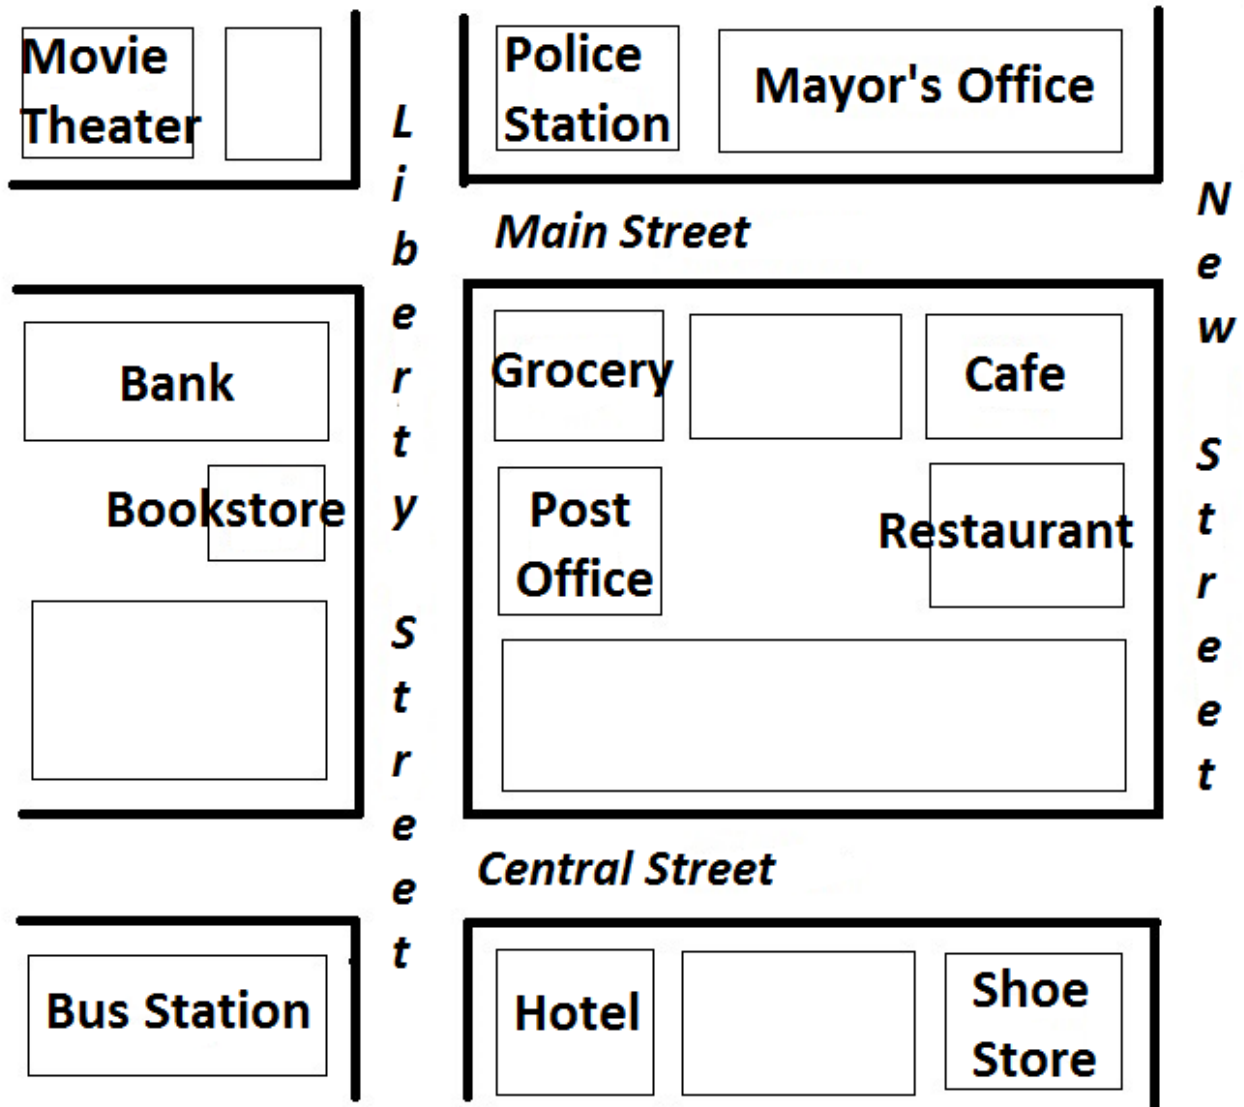 Movie
Theater
Police
Station
Mayor's Office
Liberty Street
New Street
Main Street
Bank
Grocery
Cafe
Bookstore
Post
Office
Restaurant
Central Street
Bus Station
Hotel
Shoe
Store